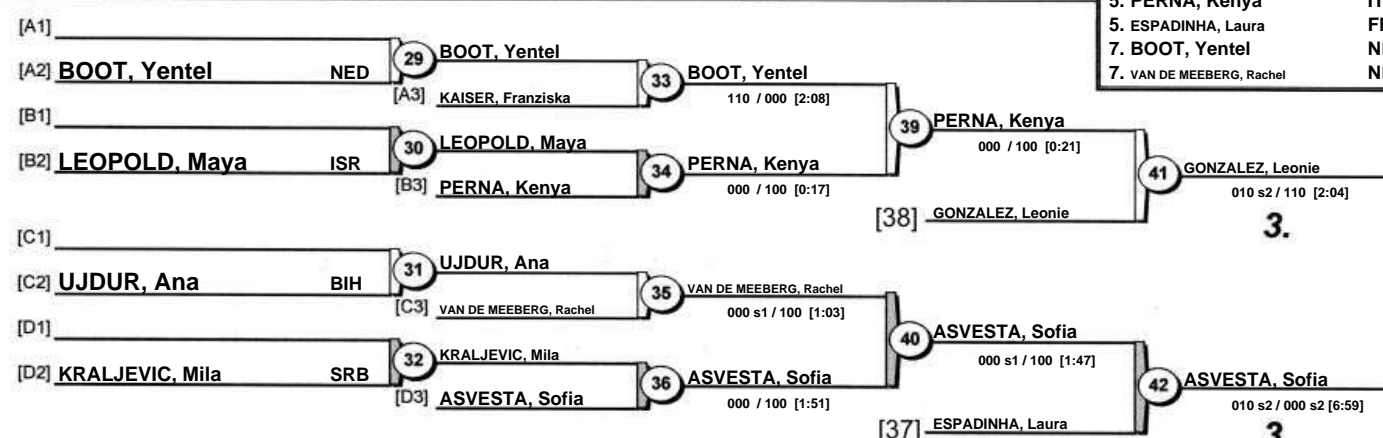 5. PERNA, Kenya
5. ESPADINHA, Laura
7. BOOT, Yentel
7. VAN DE MEEBERG, Rachel
[A1]
[A2] BOOT, Yentel NED
29
BOOT, Yentel
[A3] KAISER, Franziska
33
BOOT, Yentel
110 / 000 [2:08]
[B1]
[B2] LEOPOLD, Maya ISR
30
LEOPOLD, Maya
[B3] PERNA, Kenya
34
PERNA, Kenya
000 / 100 [0:17]
39
PERNA, Kenya
000 / 100 [0:21]
[38] GONZALEZ, Leonie
41
GONZALEZ, Leonie
010 s2 / 110 [2:04]
3.
[C1]
[C2] UJDUR, Ana BIH
31
UJDUR, Ana
[C3] VAN DE MEEBERG, Rachel
35
VAN DE MEEBERG, Rachel
000 s1 / 100 [1:03]
[D1]
[D2] KRALJEVIC, Mila SRB
32
KRALJEVIC, Mila
[D3] ASVESTA, Sofia
36
ASVESTA, Sofia
000 / 100 [1:51]
40
ASVESTA, Sofia
000 s1 / 100 [1:47]
[37] ESPADINHA, Laura
42
ASVESTA, Sofia
010 s2 / 000 s2 [6:59]
3.